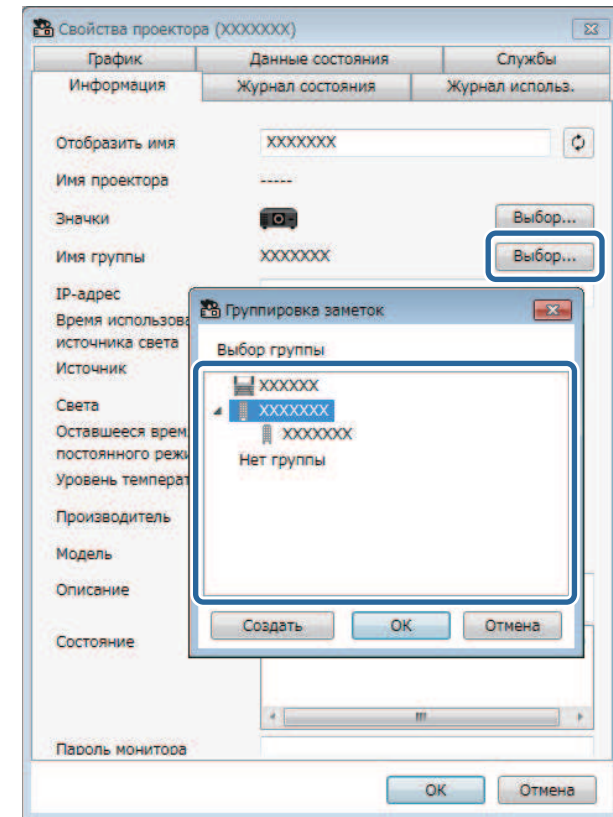 Свойства проектора (XXXXXXX)
График Данные состояния Службы
Информация Журнал состояния Журнал использ.
Отобразить имя XXXXXXX
Имя проектора -----
Значки Выбор...
Имя группы XXXXXXX Выбор...
IP-адрес
Группировка заметок
Время использова
источника света
Выбор группы
Источник
XXXXXX
Света
XXXXXXX
Оставшееся врем
XXXXXXX
постоянного режи
Нет группы
Уровень температ
Производитель
Модель
Описание
Создать OK Отмена
Состояние
Пароль монитора
OK Отмена